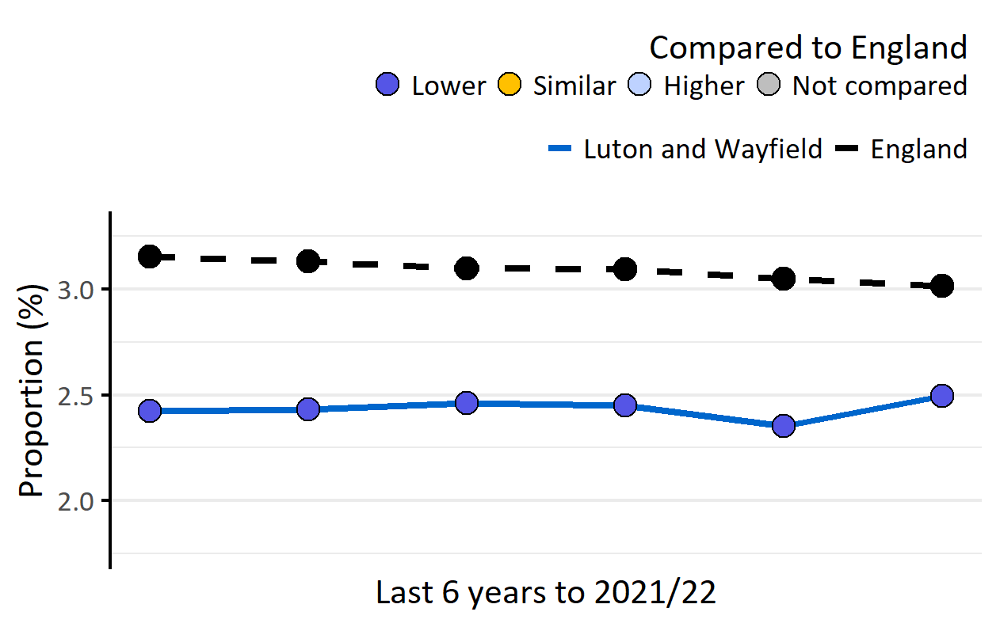 Compared to England
Lower Similar Higher Not compared
Luton and Wayfield England
Proportion (%)
3.0
2.5
2.0
Last 6 years to 2021/22